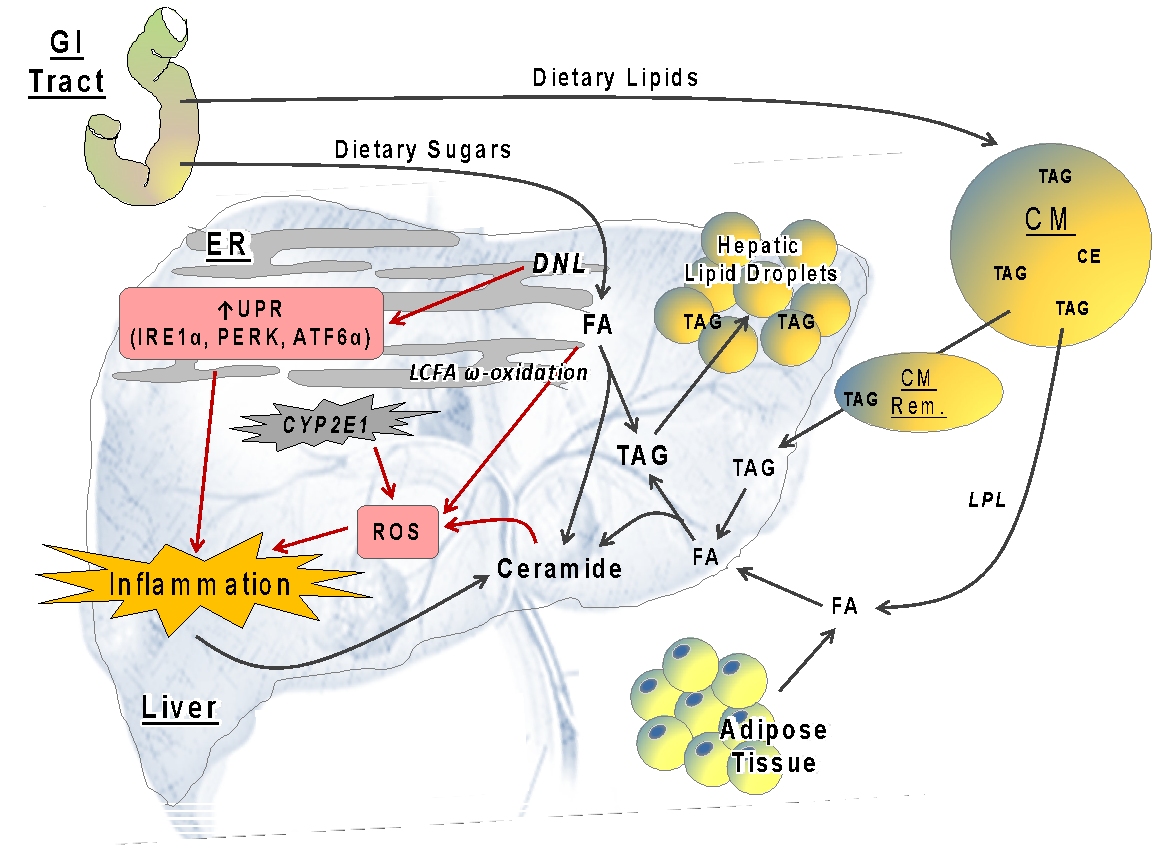 GI
Tract
Dietary Lipids
Dietary Sugars
TAG
CM
CE
TAG
TAG
ER
DNL
Hepatic
Lipid Droplets
TAG
TAG
↑UPR
(IRE1α, PERK, ATF6α)
FA
LCFA ω-oxidation
CM
Rem.
TAG
CYP2E1
TAG
TAG
LPL
ROS
FA
Ceramide
Inflammation
FA
Liver
Adipose
Tissue